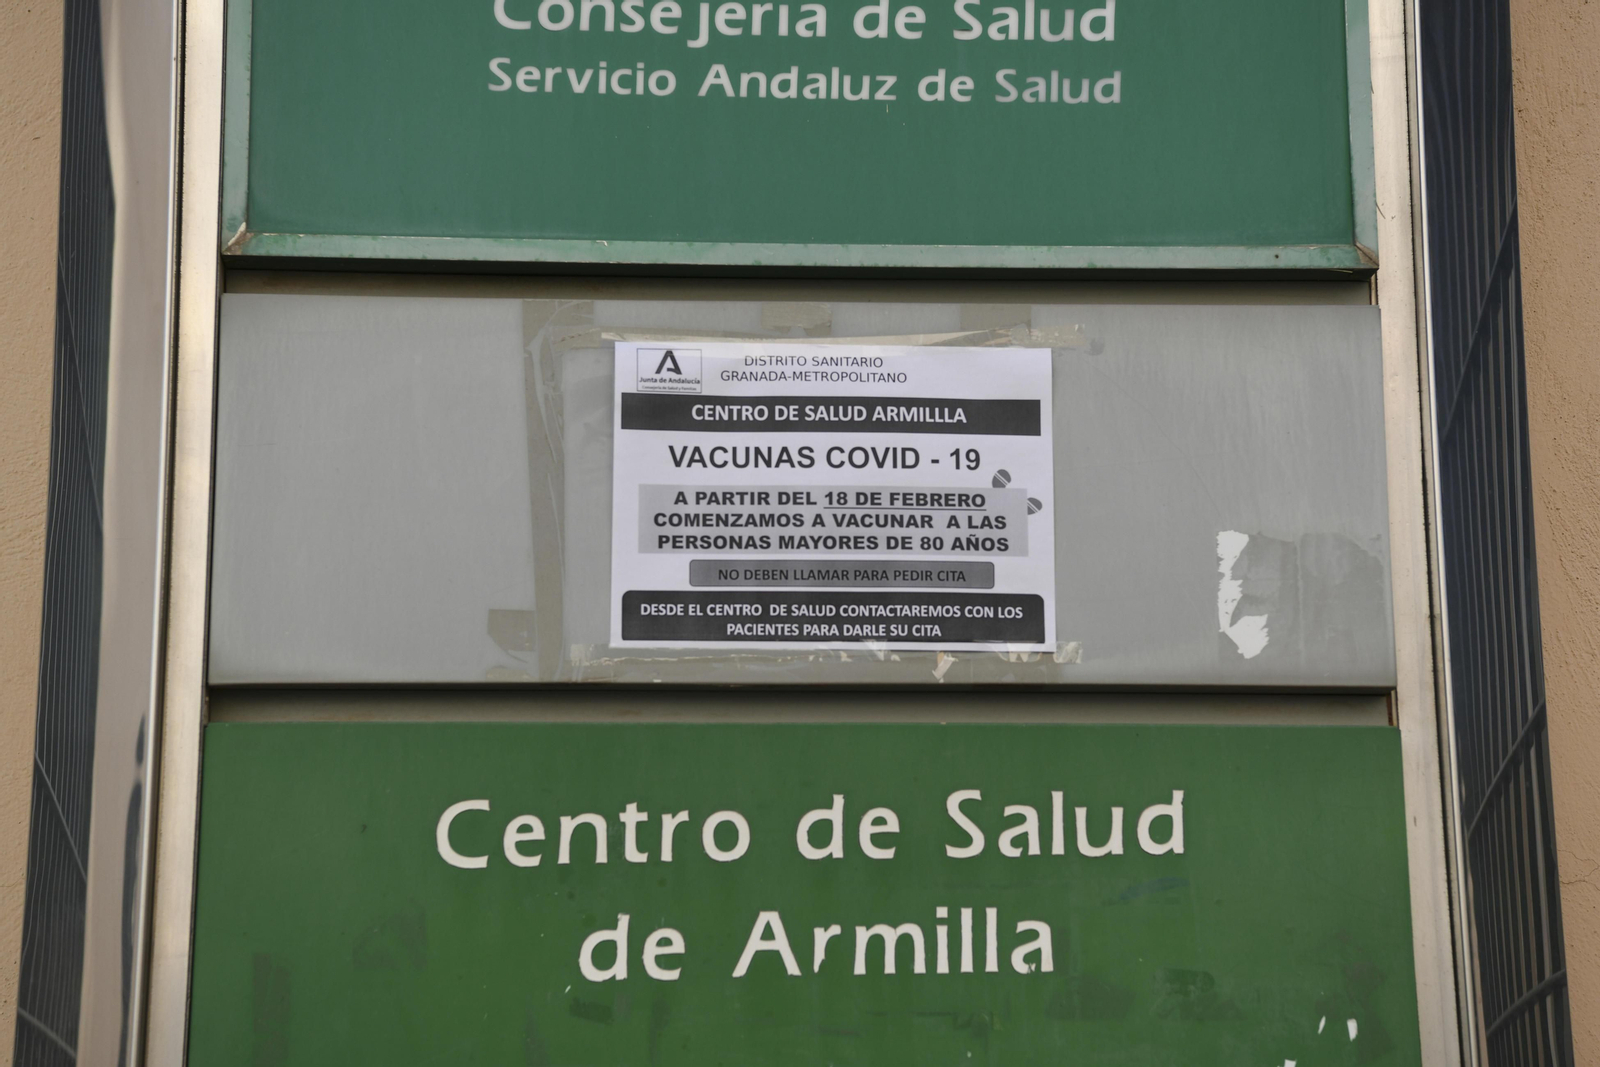 Consejería de Salud
Servicio Andaluz de Salud
Junta de Andalucía
DISTRITO SANITARIO
GRANADA-METROPOLITANO
CENTRO DE SALUD ARMILLLA
VACUNAS COVID - 19
A PARTIR DEL 18 DE FEBRERO
COMENZAMOS A VACUNAR A LAS
PERSONAS MAYORES DE 80 AÑOS
NO DEBEN LLAMAR PARA PEDIR CITA
DESDE EL CENTRO DE SALUD CONTACTAREMOS CON LOS
PACIENTES PARA DARLE SU CITA
Centro de Salud
de Armilla